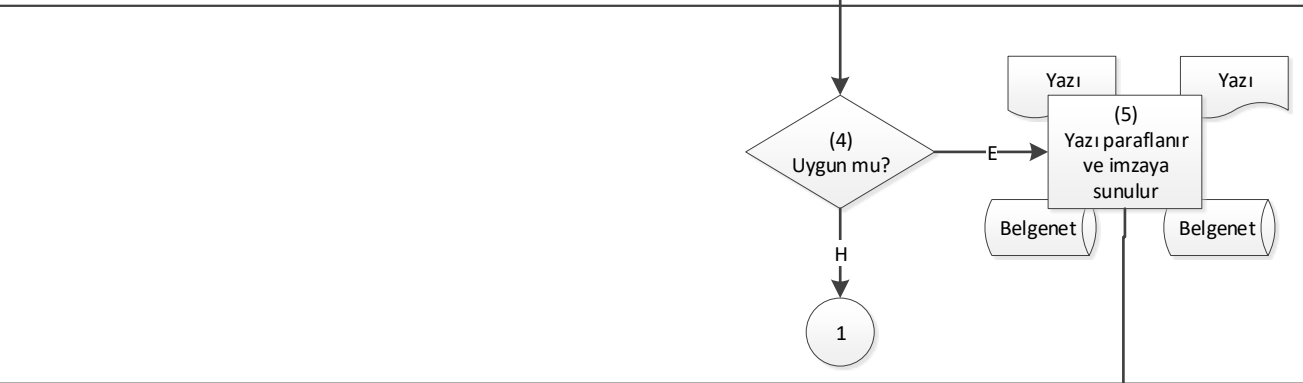 Yazı
Yazı
(4)
Uygun mu?
E
(5)
Yazı paraflanır
ve imzaya
sunulur
Belgenet
Belgenet
H
1